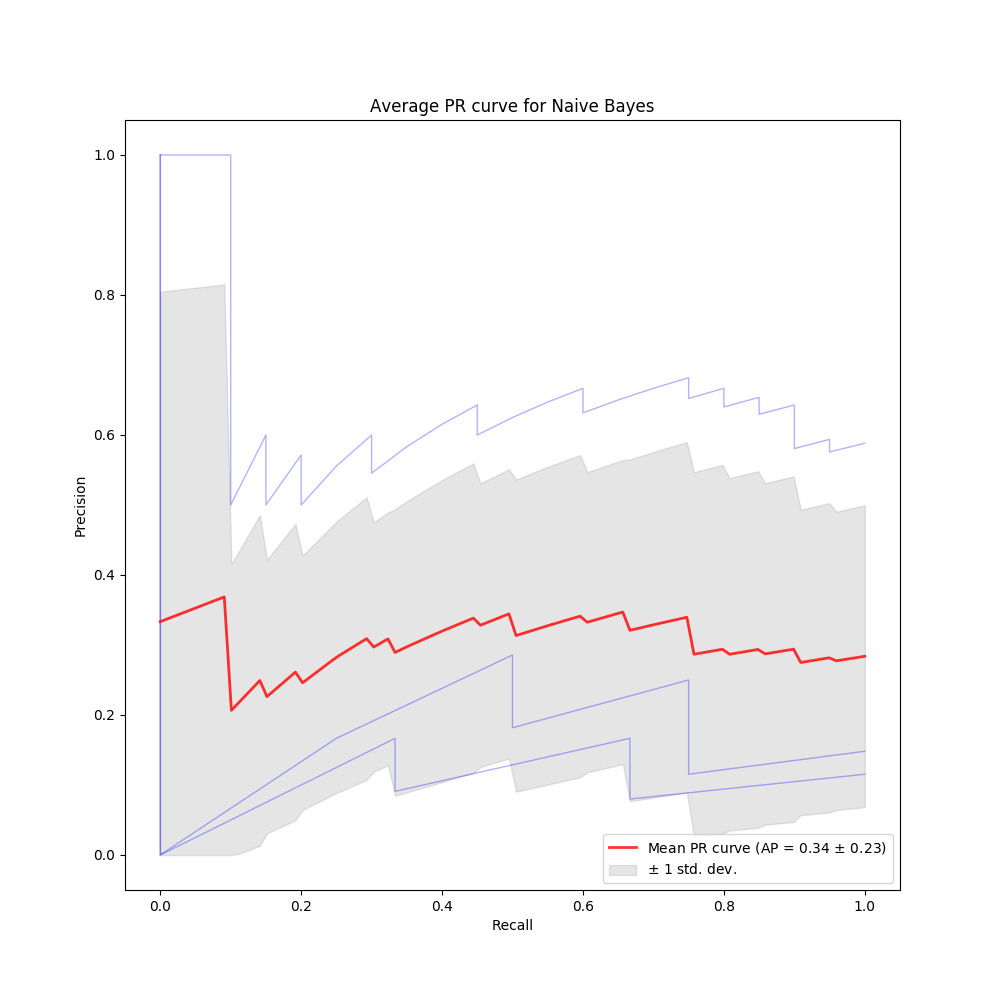 Average PR curve for Naive Bayes
1.0
0.8
0.6
0.4
0.2
0.0
Precision
Mean PR curve (AP = 0.34 ± 0.23)
± 1 std. dev.
0.0 0.2 0.4 0.6 0.8 1.0
Recall